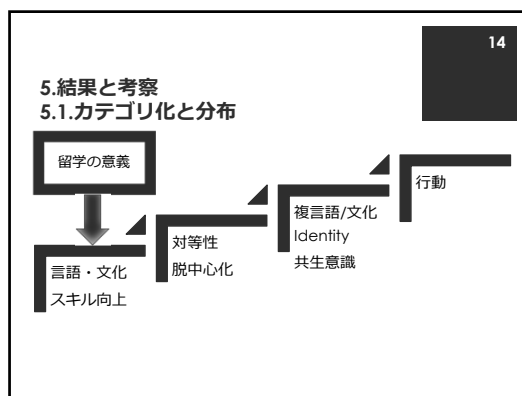 14
5.結果と考察
5.1.カテゴリ化と分布
留学の意義
言語・文化
スキル向上
対等性
脱中心化
複言語/文化
Identity
共生意識
行動